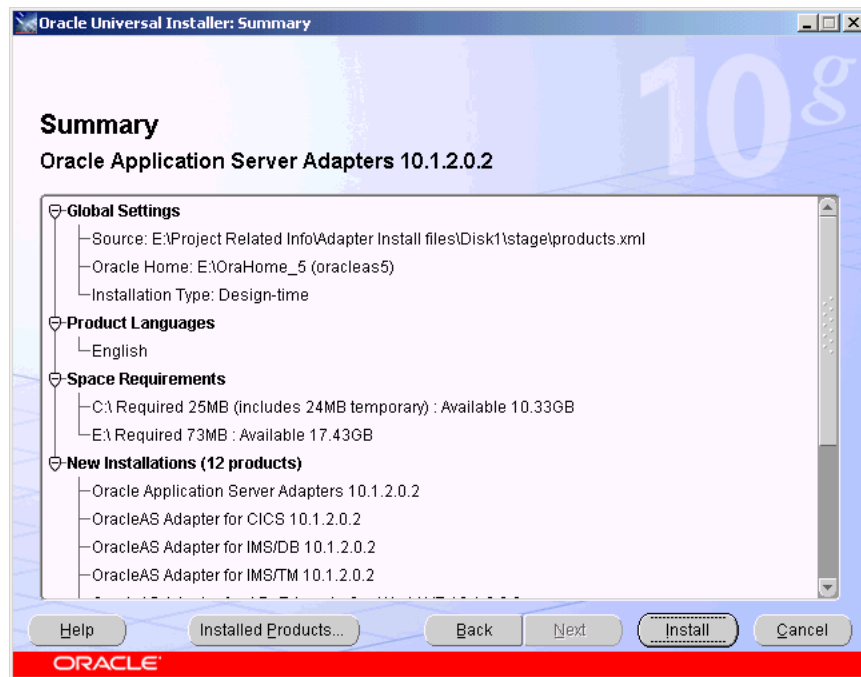 Oracle Universal Installer: Summary
10g
Summary
Oracle Application Server Adapters 10.1.2.0.2
Global Settings
Source: E:\Project Related Info\Adapter Install files\Disk1\stage\products.xml
Oracle Home: E:\OraHome_5 (oracleas5)
Installation Type: Design-time
Product Languages
English
Space Requirements
C:\ Required 25MB (includes 24MB temporary) : Available 10.33GB
E:\ Required 73MB : Available 17.43GB
New Installations (12 products)
Oracle Application Server Adapters 10.1.2.0.2
OracleAS Adapter for CICS 10.1.2.0.2
OracleAS Adapter for IMS/DB 10.1.2.0.2
OracleAS Adapter for IMS/TM 10.1.2.0.2
Help Installed Products... Back Next Install Cancel
ORACLE